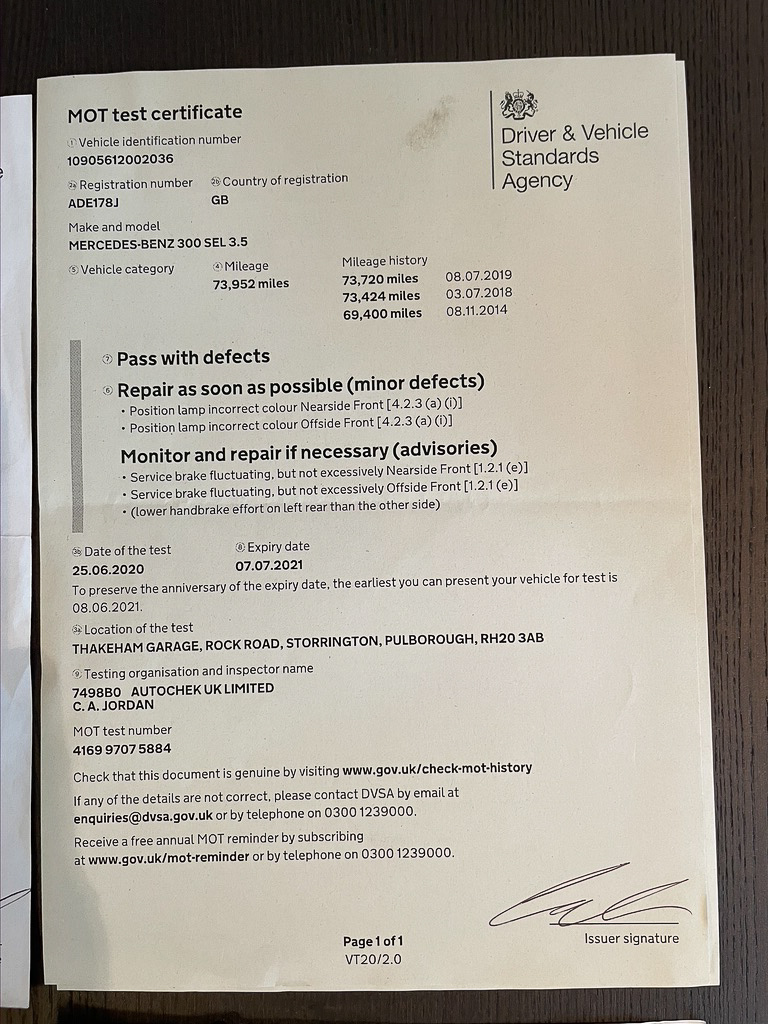 MOT test certificate
① Vehicle identification number
10905612002036
Driver & Vehicle
Standards
Agency
2a Registration number 2b Country of registration
ADE178J GB
Make and model
MERCEDES-BENZ 300 SEL 3.5
⑤ Vehicle category ④ Mileage Mileage history
73,952 miles 73,720 miles 08.07.2019
73,424 miles 03.07.2018
69,400 miles 08.11.2014
⑦ Pass with defects
⑥ Repair as soon as possible (minor defects)
• Position lamp incorrect colour Nearside Front [4.2.3 (a) (i)]
• Position lamp incorrect colour Offside Front [4.2.3 (a) (i)]
Monitor and repair if necessary (advisories)
• Service brake fluctuating, but not excessively Nearside Front [1.2.1 (e)]
• Service brake fluctuating, but not excessively Offside Front [1.2.1 (e)]
• (lower handbrake effort on left rear than the other side)
3b Date of the test ⑧ Expiry date
25.06.2020 07.07.2021
To preserve the anniversary of the expiry date, the earliest you can present your vehicle for test is
08.06.2021.
3a Location of the test
THAKEHAM GARAGE, ROCK ROAD, STORRINGTON, PULBOROUGH, RH20 3AB
⑨ Testing organisation and inspector name
7498B0 AUTOCHEK UK LIMITED
C. A. JORDAN
MOT test number
4169 9707 5884
Check that this document is genuine by visiting www.gov.uk/check-mot-history
If any of the details are not correct, please contact DVSA by email at
enquiries@dvsa.gov.uk or by telephone on 0300 1239000.
Receive a free annual MOT reminder by subscribing
at www.gov.uk/mot-reminder or by telephone on 0300 1239000.
Issuer signature
Page 1 of 1
VT20/2.0